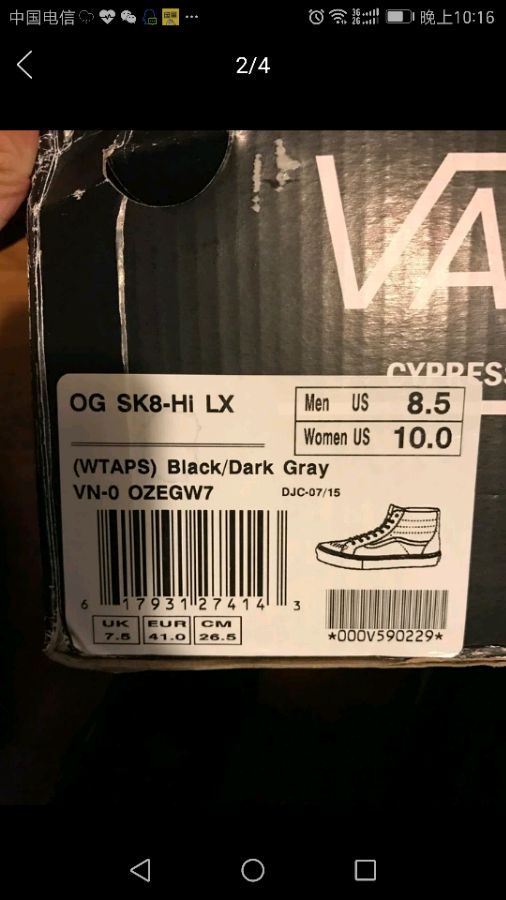 中国电信
3G
2G
晚上10:16
2/4
VA
CYPRESS
OG SK8-Hi LX
Men US 8.5
Women US 10.0
(WTAPS) Black/Dark Gray
VN-0 OZEGW7
DJC-07/15
6 17931 27414 3
UK EUR CM
7.5 41.0 26.5
*000V590229*